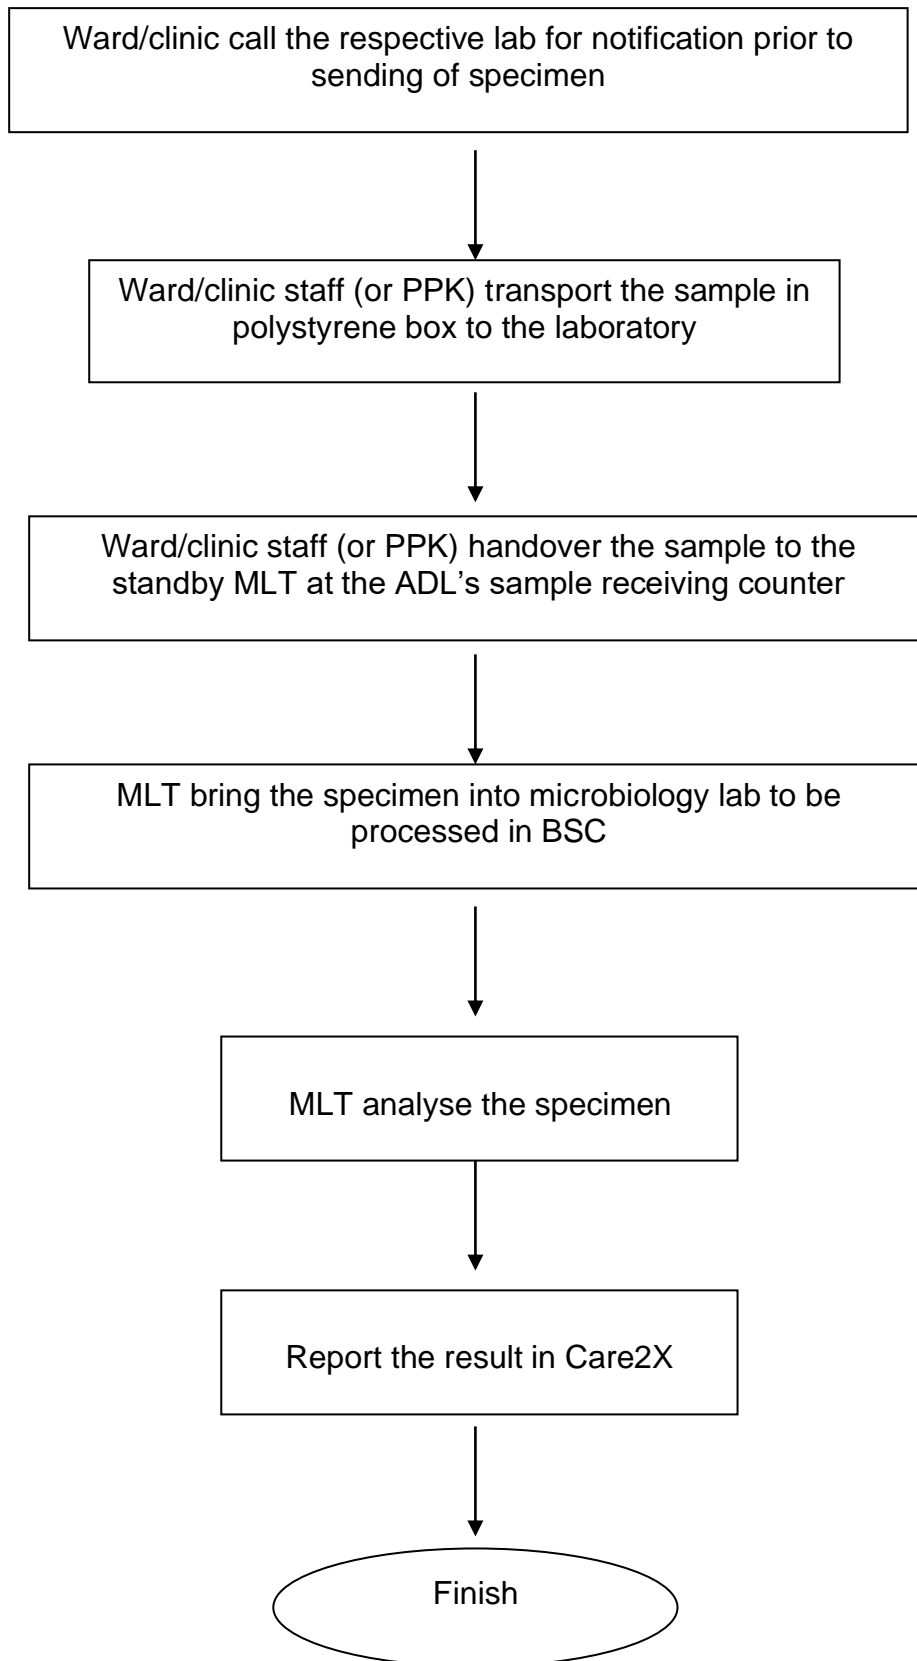 Ward/clinic call the respective lab for notification prior to
sending of specimen
Ward/clinic staff (or PPK) transport the sample in
polystyrene box to the laboratory
Ward/clinic staff (or PPK) handover the sample to the
standby MLT at the ADL’s sample receiving counter
MLT bring the specimen into microbiology lab to be
processed in BSC
MLT analyse the specimen
Report the result in Care2X
Finish